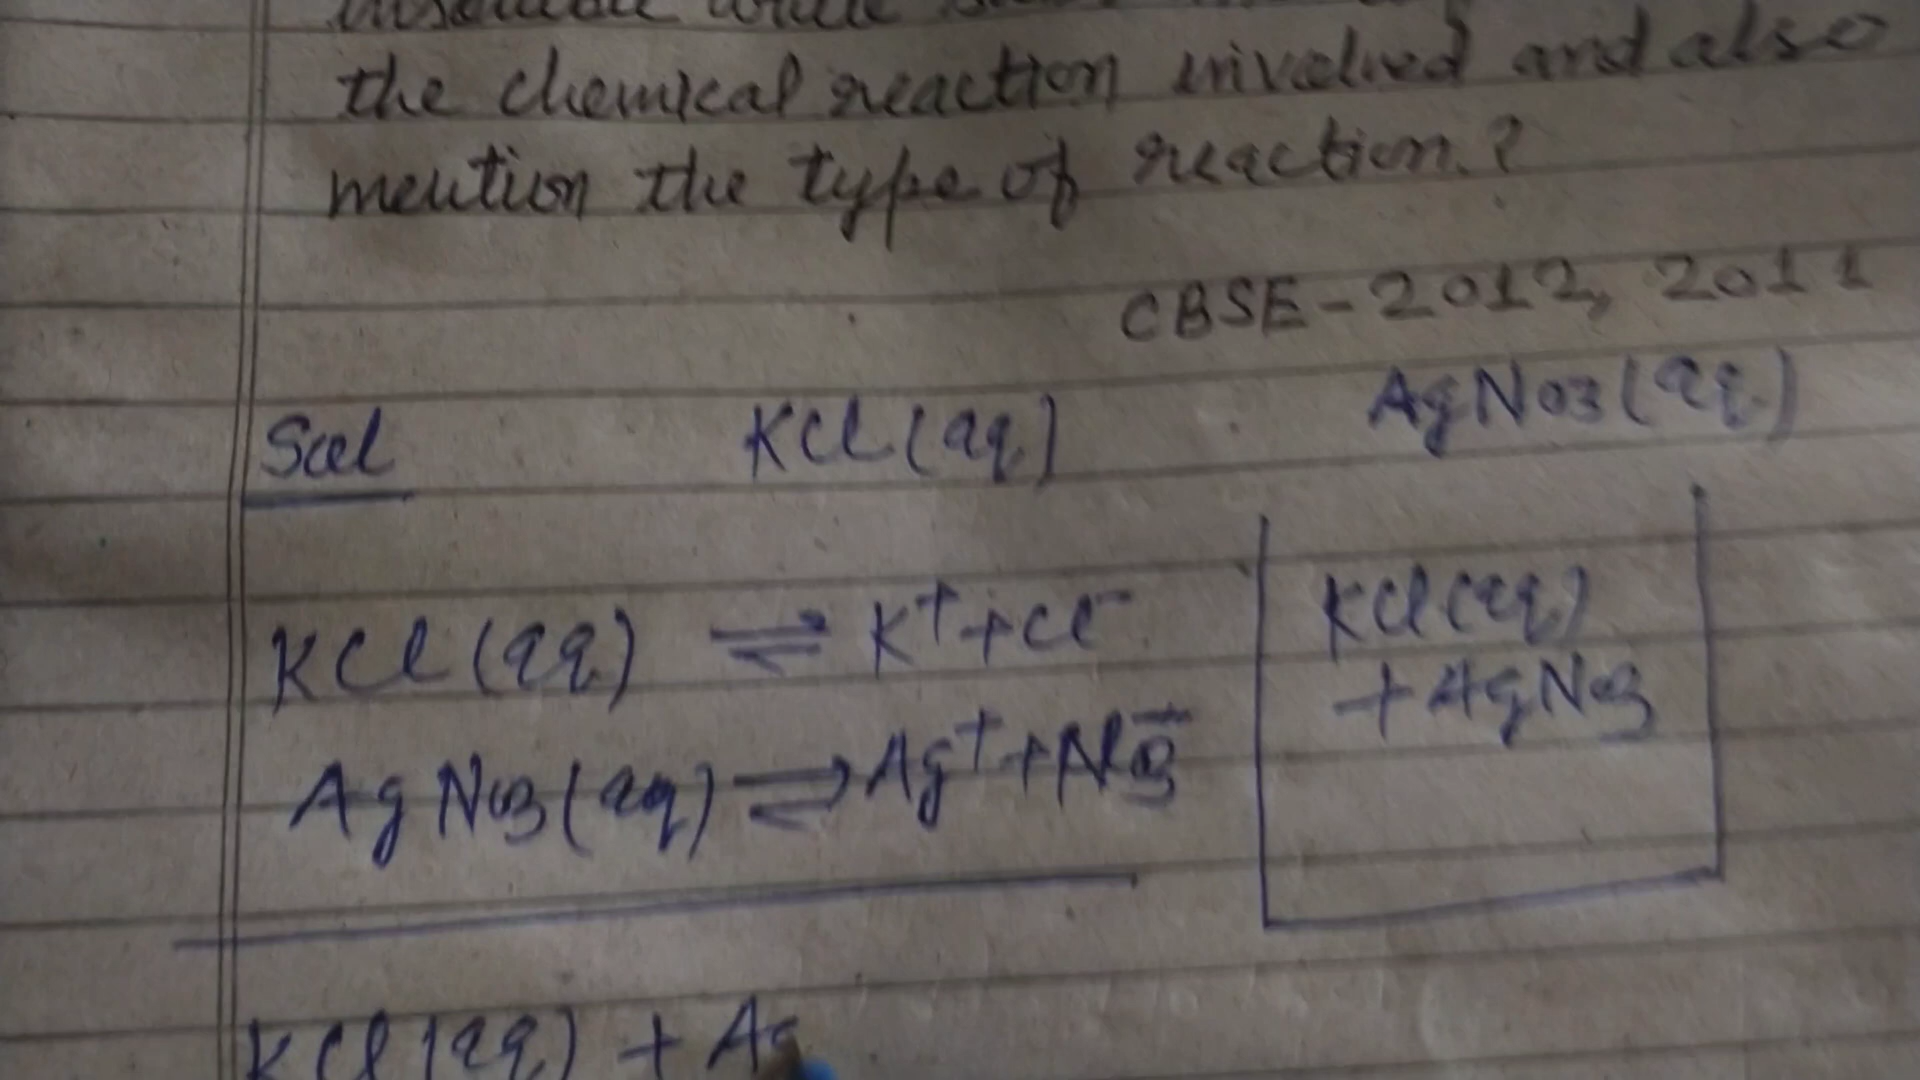 the chemical reaction involved and also
mention the type of reaction.?
CBSE-2012, 2011
Sol KCl(aq) AgNO3(aq)
KCl(aq) ⇌ K⁺+Cl⁻
AgNO3(aq) ⇌ Ag⁺+NO3⁻
KCl(aq)
+AgNO3
KCl(aq) + Ag